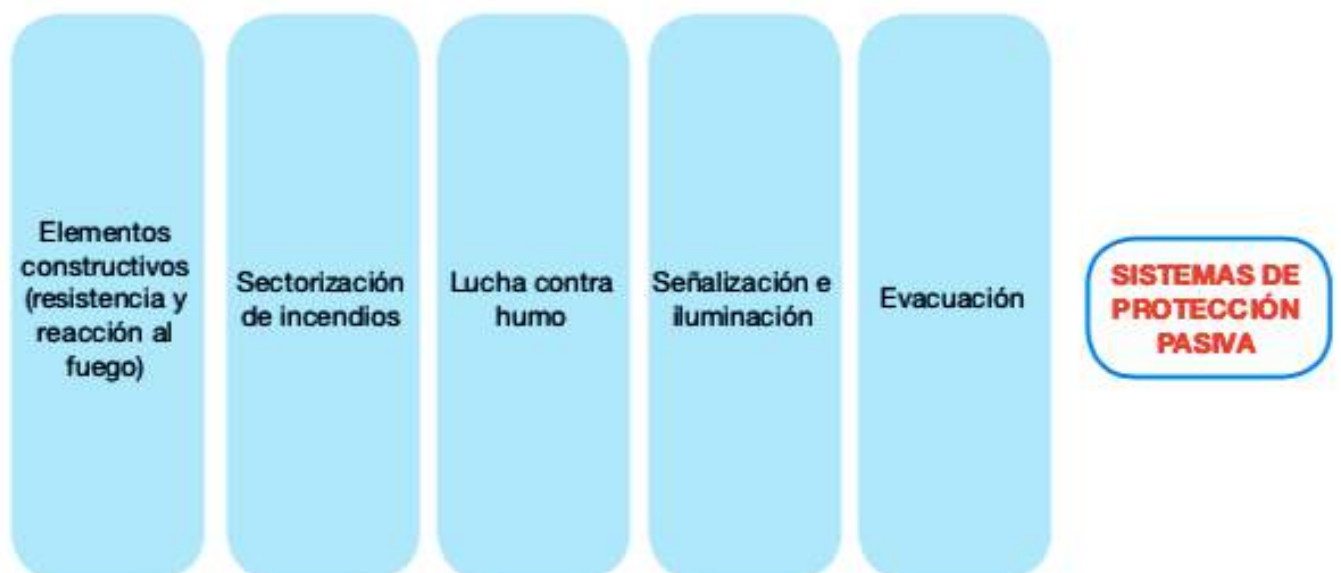 Elementos
constructivos
(resistencia y
reacción al
fuego)
Sectorización
de incendios
Lucha contra
humo
Señalización e
iluminación
Evacuación
SISTEMAS DE
PROTECCIÓN
PASIVA